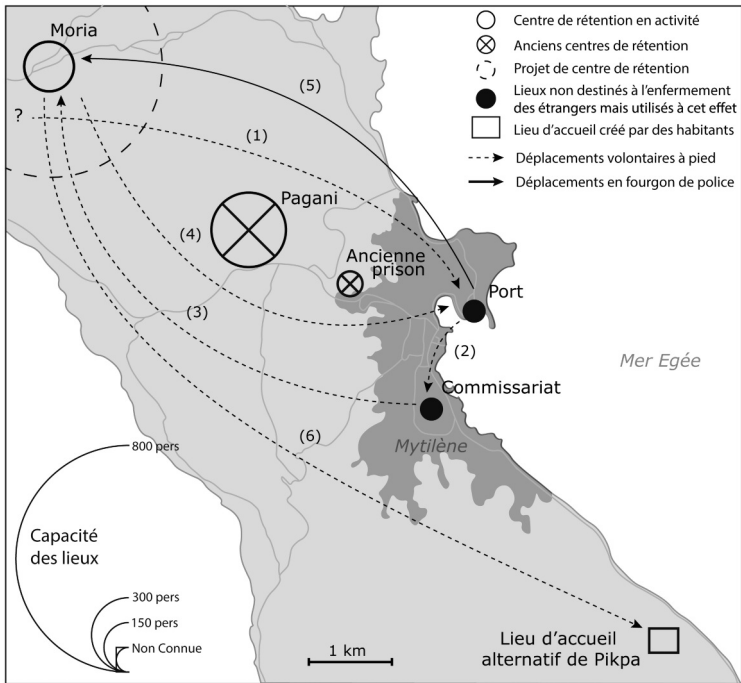 Moria
Centre de rétention en activité
Anciens centres de rétention
Projet de centre de rétention
Lieux non destinés à l'enfermement
des étrangers mais utilisés à cet effet
Lieu d'accueil créé par des habitants
Déplacements volontaires à pied
Déplacements en fourgon de police
(5)
?
(1)
Pagani
(4)
Ancienne
prison
Port
(3)
(2)
Mer Egée
Commissariat
(6)
Mytilène
800 pers
Capacité
des lieux
300 pers
150 pers
Non Connue
1 km
Lieu d'accueil
alternatif de Pikpa